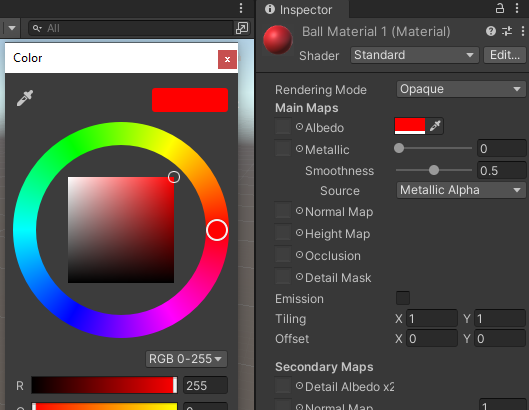 All
Color
RGB 0-255
R
255
Inspector
Ball Material 1 (Material)
Shader
Standard
Edit...
Rendering Mode
Opaque
Main Maps
Albedo
Metallic
0
Smoothness
0.5
Source
Metallic Alpha
Normal Map
Height Map
Occlusion
Detail Mask
Emission
Tiling
X 1
Y 1
Offset
X 0
Y 0
Secondary Maps
Detail Albedo x2
Normal Map
1